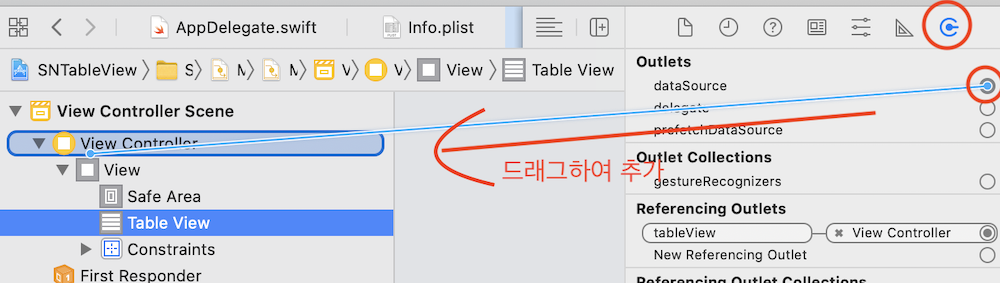 AppDelegate.swift
Info.plist
SNTableView
S
M
M
V
V
View
Table View
View Controller Scene
View Controller
View
Safe Area
Table View
Constraints
First Responder
드래그하여 추가
Outlets
dataSource
delegate
prefetchDataSource
Outlet Collections
gestureRecognizers
Referencing Outlets
tableView
View Controller
New Referencing Outlet
Referencing Outlet Collections